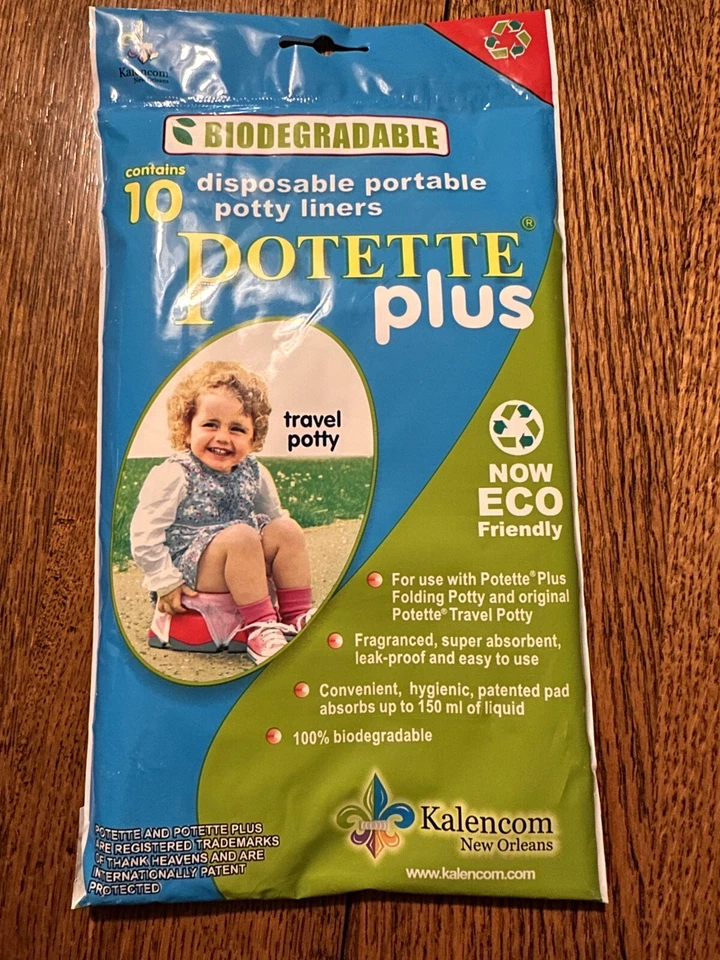 Kalencom
New Orleans
BIODEGRADABLE
contains
10 disposable portable
potty liners
POTETTE®
plus
travel
potty
NOW
ECO
Friendly
For use with Potette® Plus
Folding Potty and original
Potette® Travel Potty
Fragranced, super absorbent,
leak-proof and easy to use
Convenient, hygienic, patented pad
absorbs up to 150 ml of liquid
100% biodegradable
POTETTE AND POTETTE PLUS
ARE REGISTERED TRADEMARKS
OF THANK HEAVENS AND ARE
INTERNATIONALLY PATENT
PROTECTED
Kalencom
New Orleans
www.kalencom.com